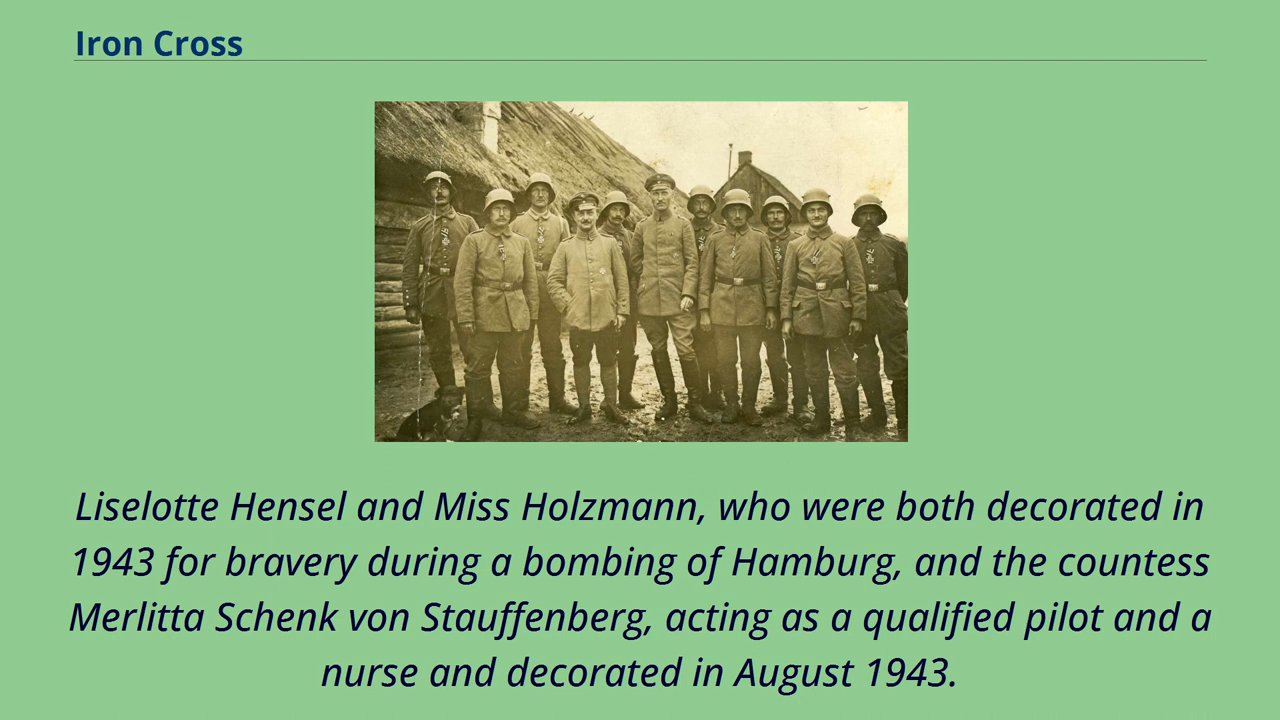 Iron Cross
Liselotte Hensel and Miss Holzmann, who were both decorated in
1943 for bravery during a bombing of Hamburg, and the countess
Merlitta Schenk von Stauffenberg, acting as a qualified pilot and a
nurse and decorated in August 1943.